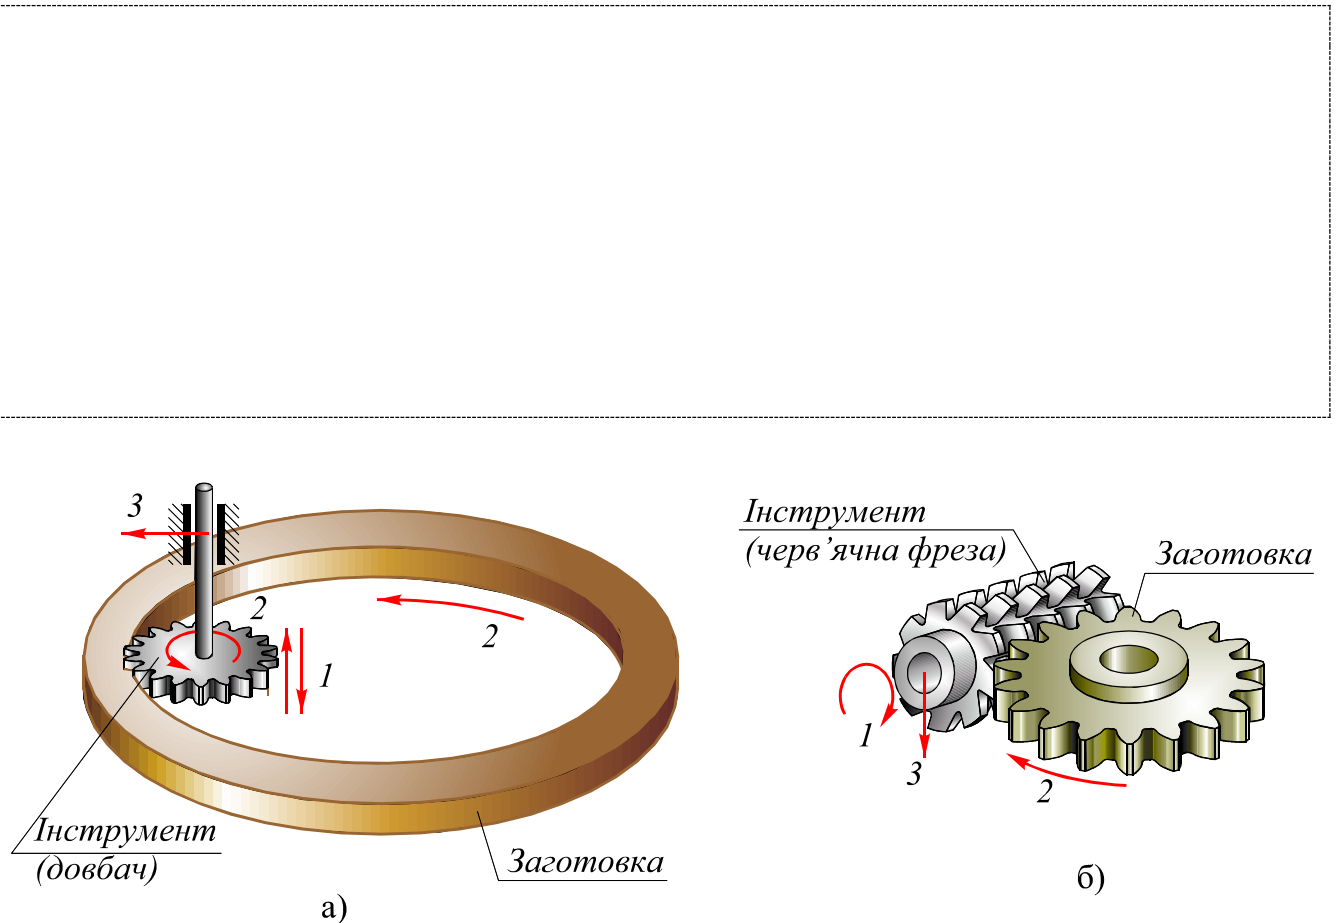 3
2
2
1
Інструмент
(довбач)
Заготовка
а)
Інструмент
(черв’ячна фреза)
Заготовка
1
3
2
б)